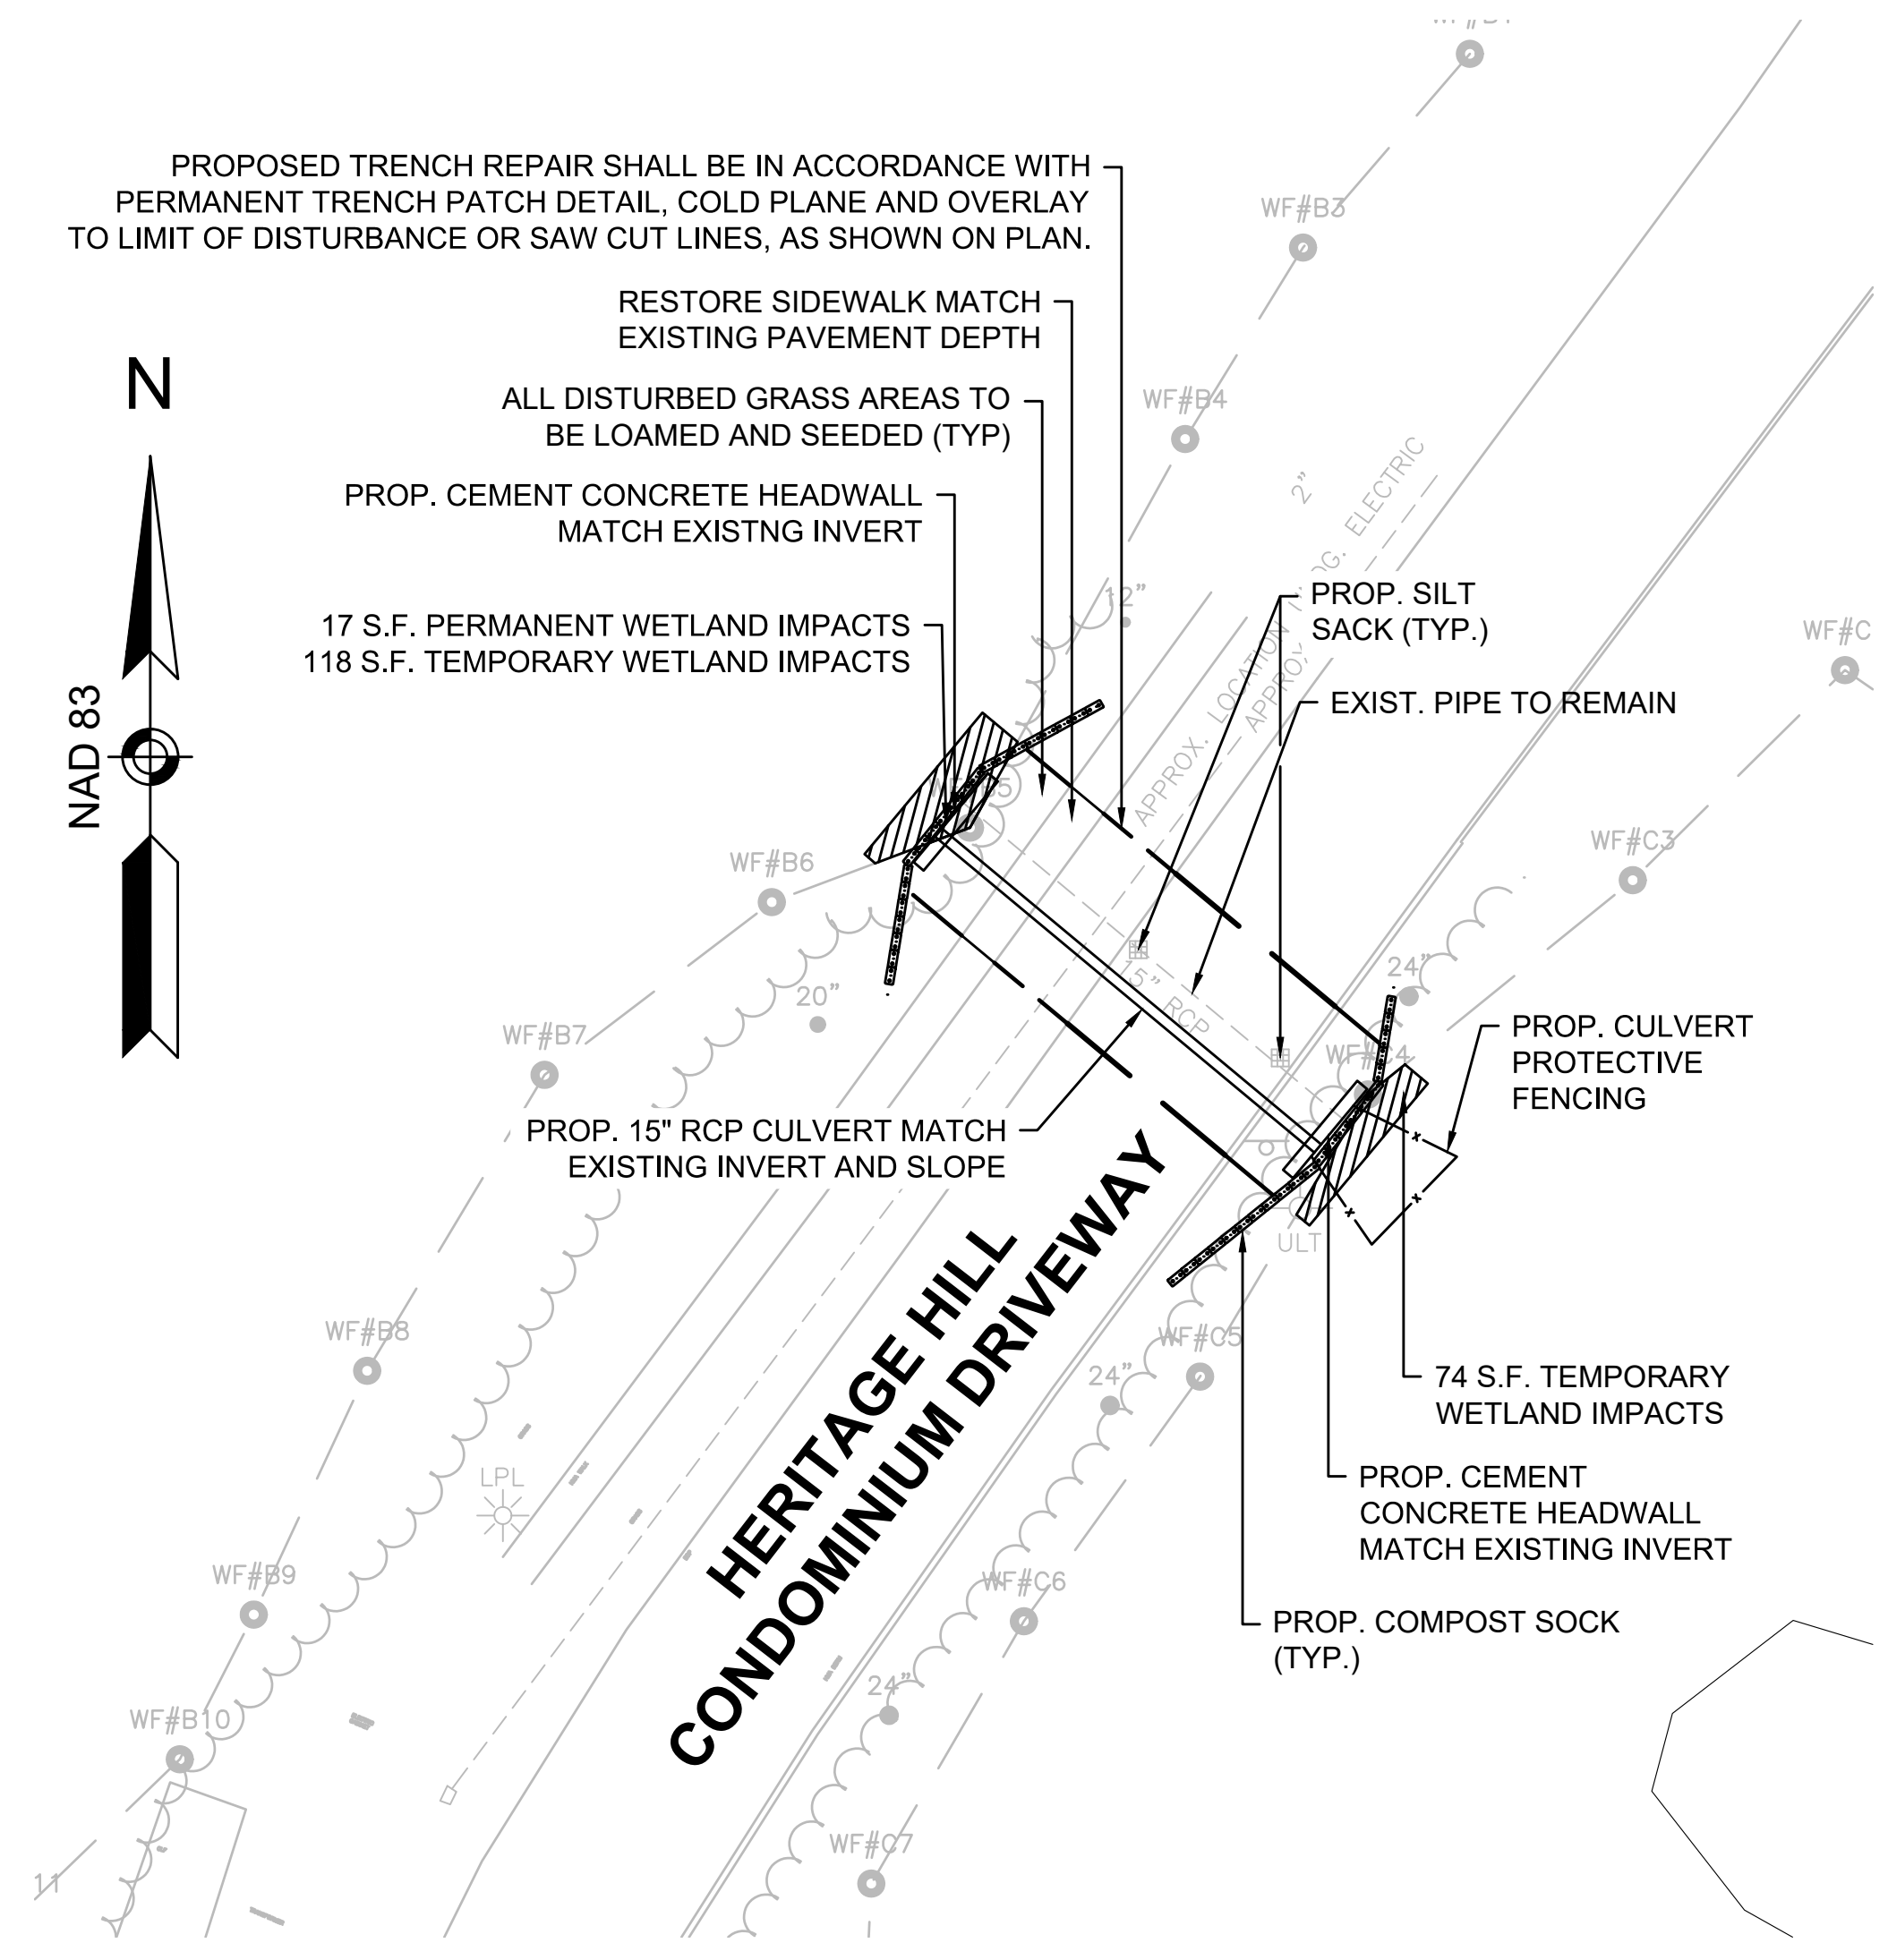 WF#B3
PROPOSED TRENCH REPAIR SHALL BE IN ACCORDANCE WITH
PERMANENT TRENCH PATCH DETAIL, COLD PLANE AND OVERLAY
TO LIMIT OF DISTURBANCE OR SAW CUT LINES, AS SHOWN ON PLAN.
RESTORE SIDEWALK MATCH
EXISTING PAVEMENT DEPTH
N
ALL DISTURBED GRASS AREAS TO
BE LOAMED AND SEEDED (TYP)
WF#B4
PROP. CEMENT CONCRETE HEADWALL
MATCH EXISTNG INVERT
2"
ELECTRIC
12"
17 S.F. PERMANENT WETLAND IMPACTS
118 S.F. TEMPORARY WETLAND IMPACTS
PROP. SILT
SACK (TYP.)
WF#C
APPROX. LOCATION
APPROX
EXIST. PIPE TO REMAIN
NAD 83
WF#B6
WF#C3
20"
24"
15" RCP
WF#B7
WF#C4
PROP. CULVERT
PROTECTIVE
FENCING
PROP. 15" RCP CULVERT MATCH
EXISTING INVERT AND SLOPE
ULT
HERITAGE HILL
CONDOMINIUM DRIVEWAY
WF#B8
WF#C5
24"
74 S.F. TEMPORARY
WETLAND IMPACTS
LPL
PROP. CEMENT
CONCRETE HEADWALL
MATCH EXISTING INVERT
WF#B9
WF#C6
PROP. COMPOST SOCK
(TYP.)
24"
WF#B10
WF#C7
11